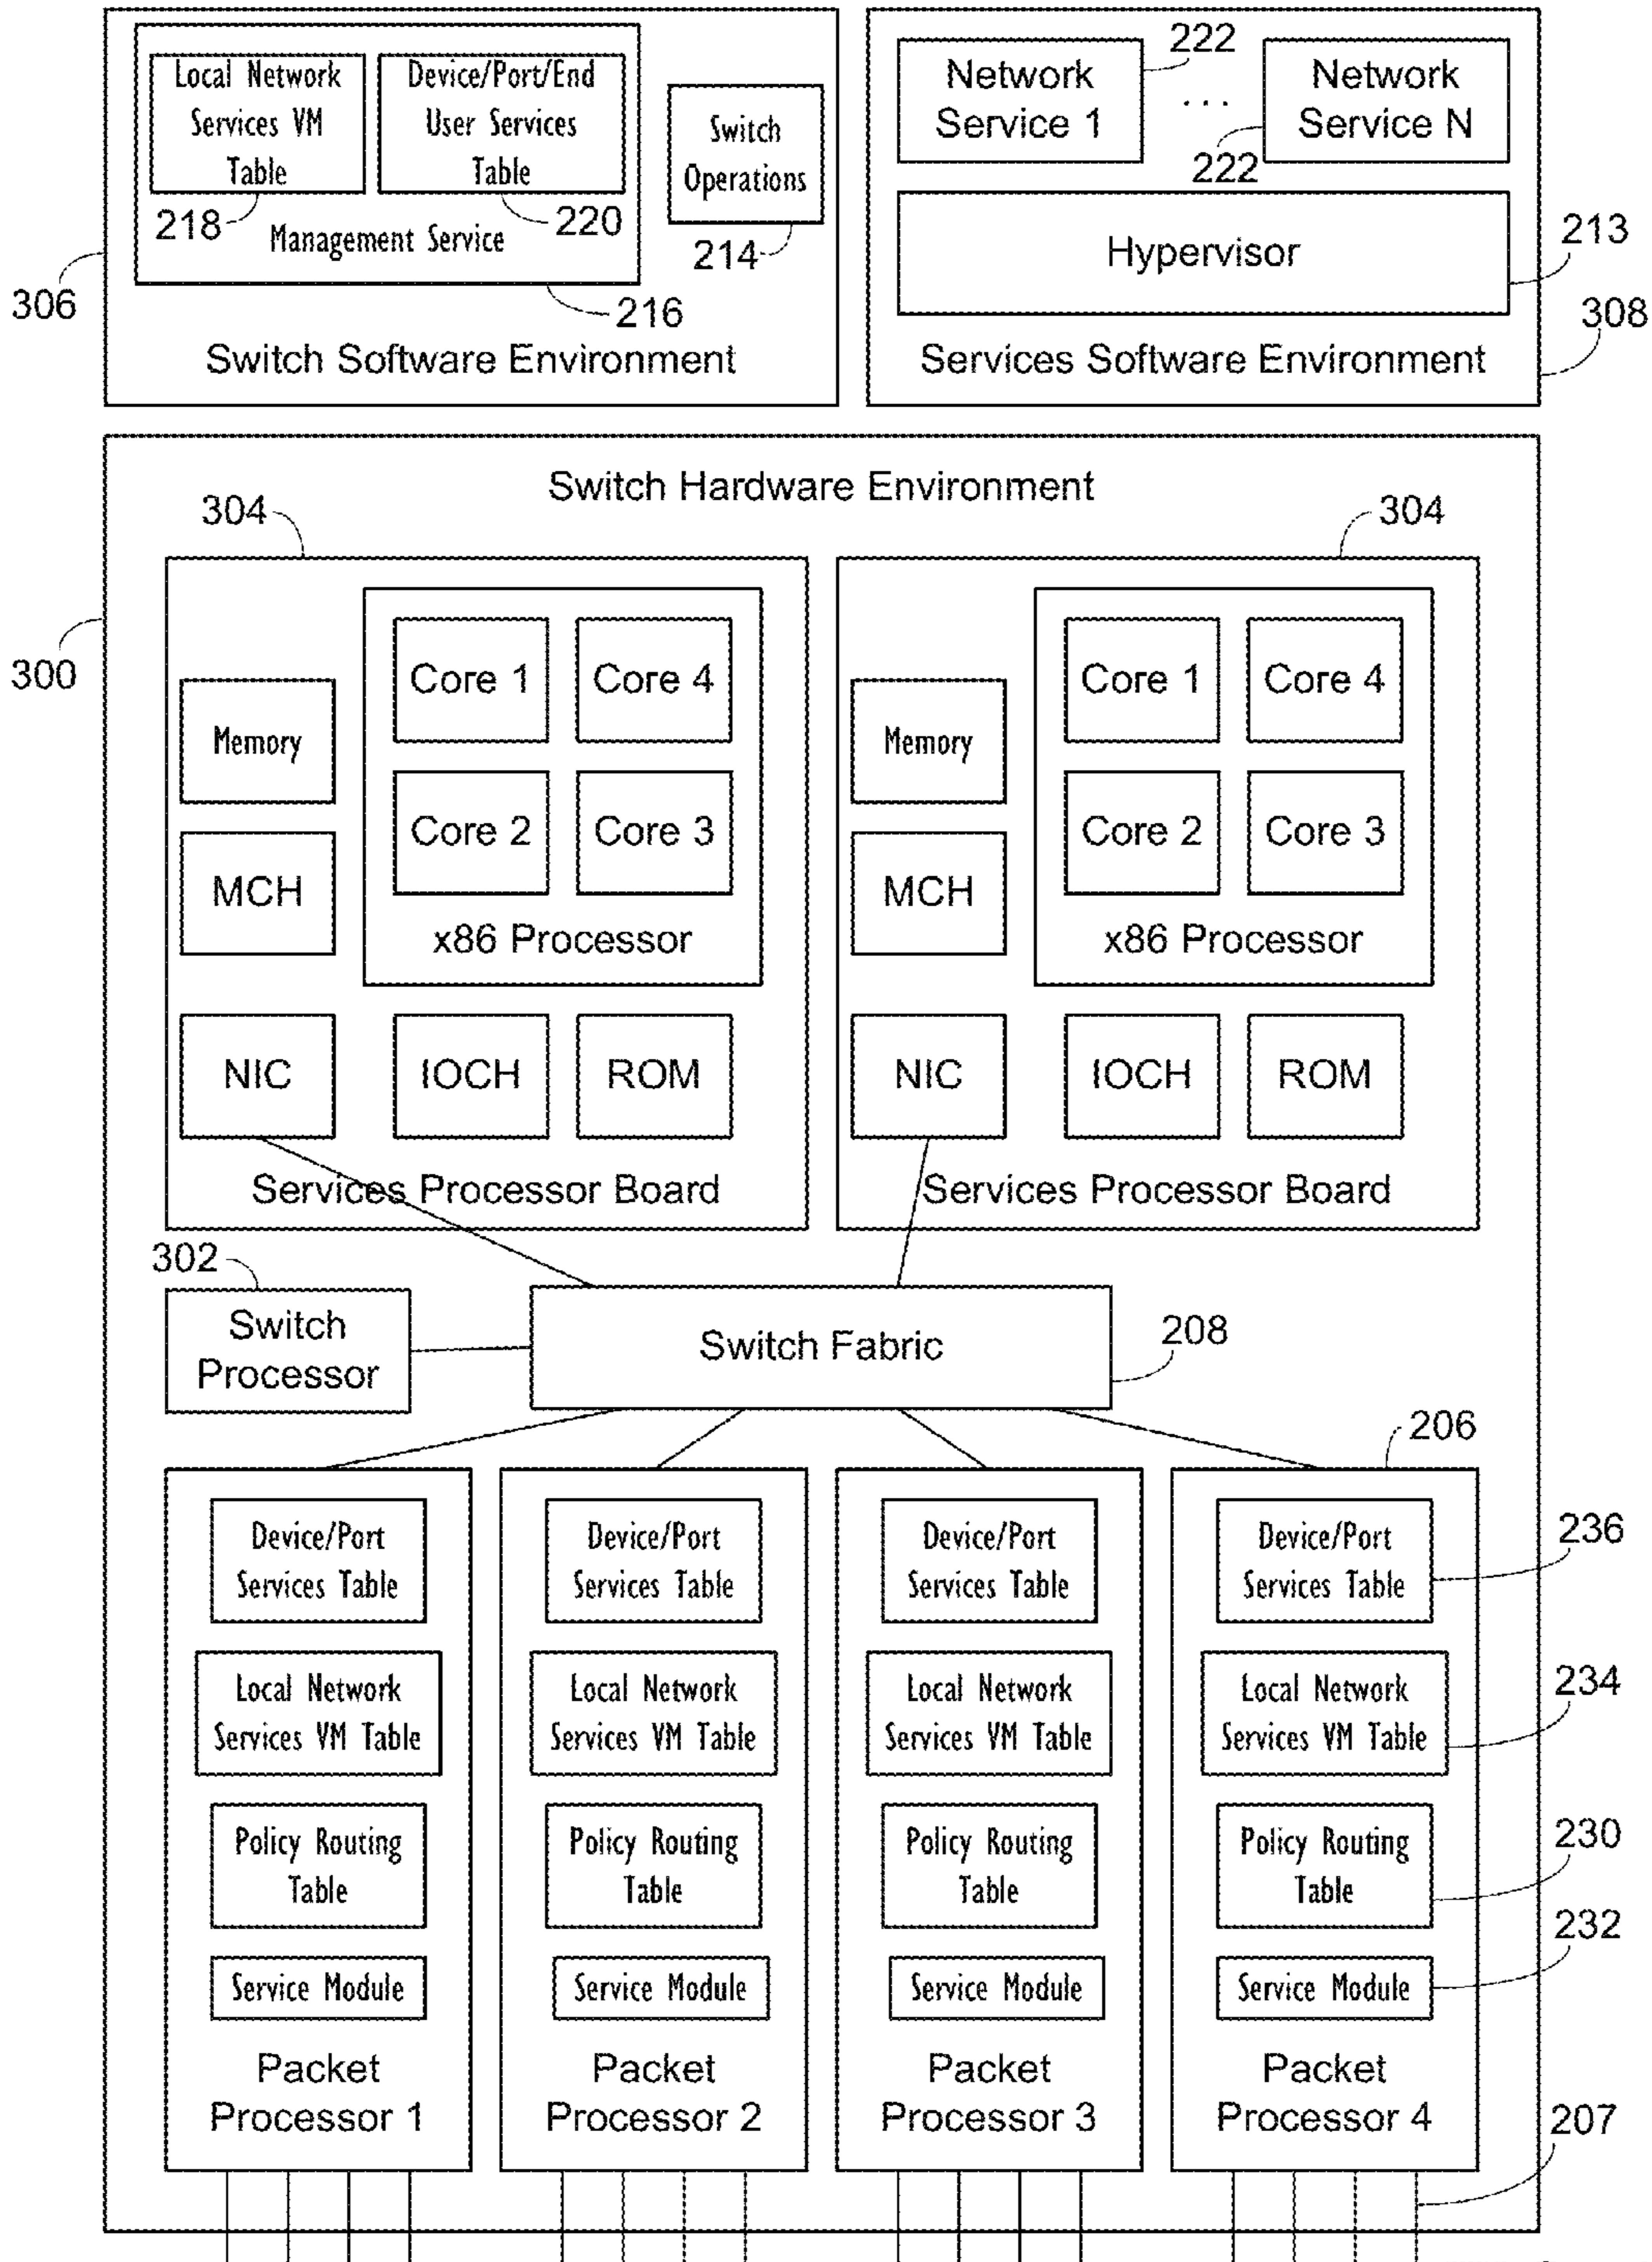 Local Network
Services VM
Table
218
Device/Port/End
User Services
Table
220
Management Service
216
Switch
Operations
214
Switch Software Environment
306
Network
Service 1
222
...
Network
Service N
222
Hypervisor
213
Services Software Environment
308
Switch Hardware Environment
300
304
Core 1
Core 4
Memory
Core 2
Core 3
MCH
x86 Processor
NIC
IOCH
ROM
Services Processor Board
304
Core 1
Core 4
Memory
Core 2
Core 3
MCH
x86 Processor
NIC
IOCH
ROM
Services Processor Board
302
Switch
Processor
Switch Fabric
208
206
Device/Port
Services Table
Local Network
Services VM Table
Policy Routing
Table
Service Module
Packet
Processor 1
Device/Port
Services Table
Local Network
Services VM Table
Policy Routing
Table
Service Module
Packet
Processor 2
Device/Port
Services Table
Local Network
Services VM Table
Policy Routing
Table
Service Module
Packet
Processor 3
Device/Port
Services Table
236
Local Network
Services VM Table
234
Policy Routing
Table
230
Service Module
232
Packet
Processor 4
207